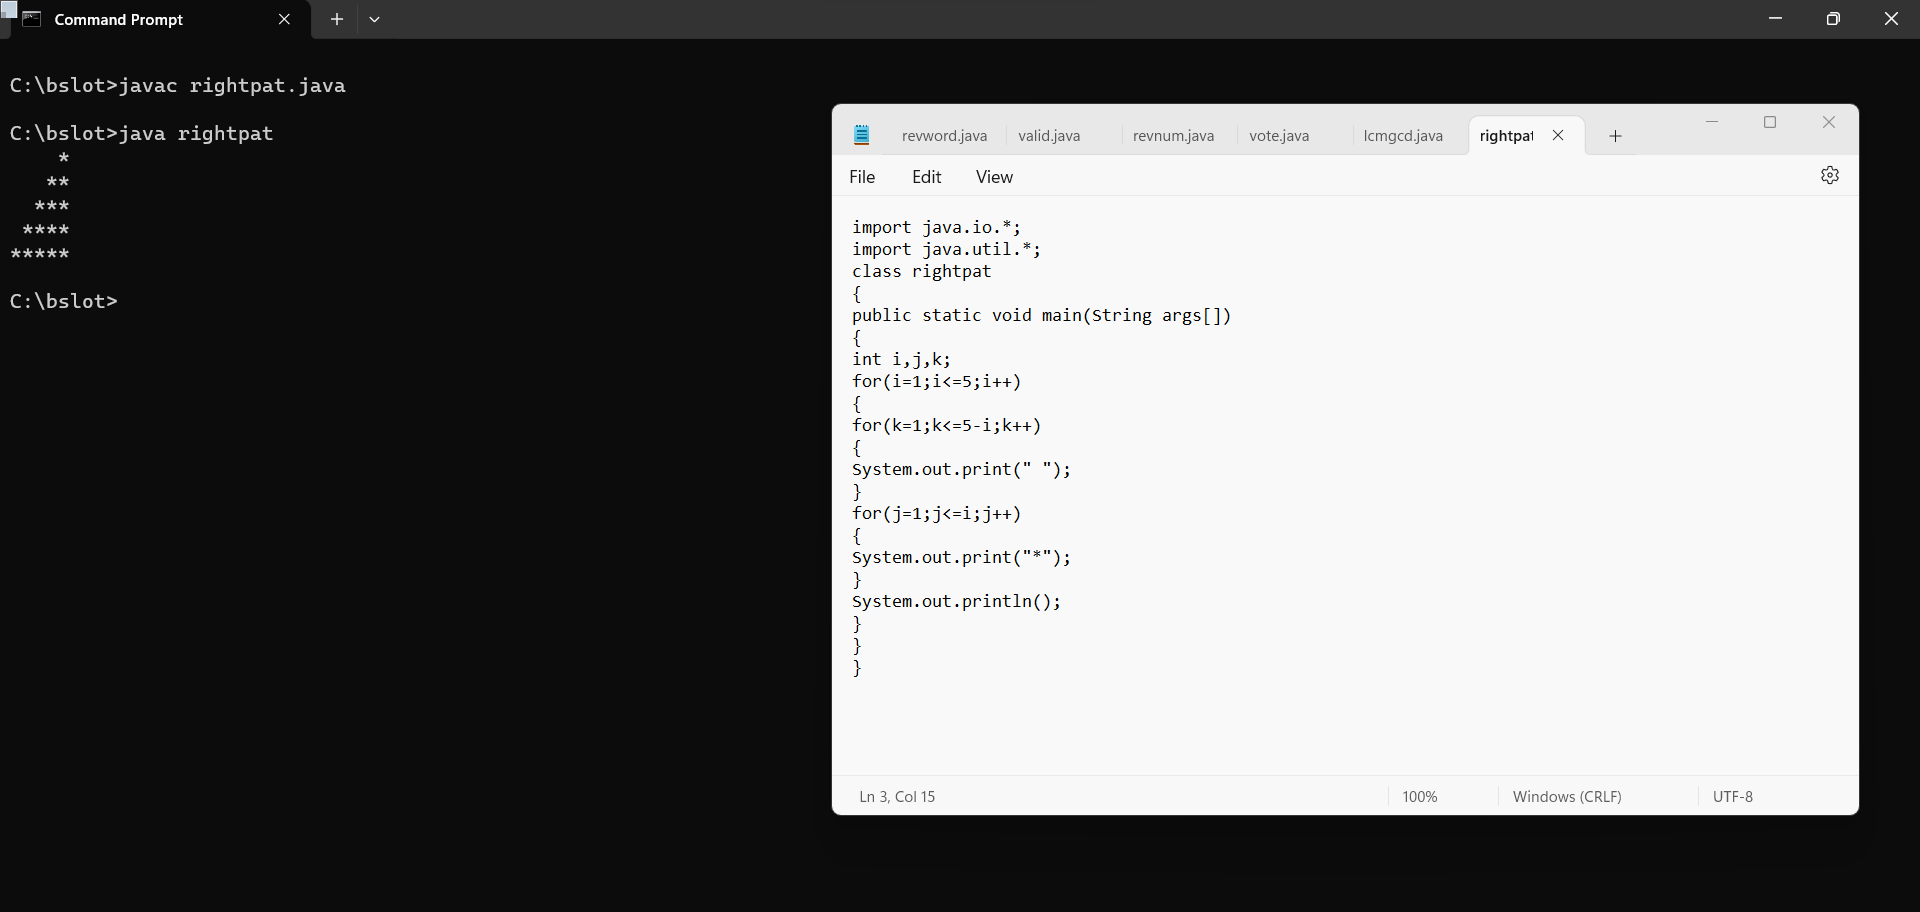 Command Prompt
C:\bslot>javac rightpat.java
C:\bslot>java rightpat
    *
   **
  ***
 ****
*****
C:\bslot>
revword.java valid.java revnum.java vote.java lcmgcd.java rightpat
File Edit View
import java.io.*;
import java.util.*;
class rightpat
{
public static void main(String args[])
{
int i,j,k;
for(i=1;i<=5;i++)
{
for(k=1;k<=5-i;k++)
{
System.out.print(" ");
}
for(j=1;j<=i;j++)
{
System.out.print("*");
}
System.out.println();
}
}
}
Ln 3, Col 15 100% Windows (CRLF) UTF-8